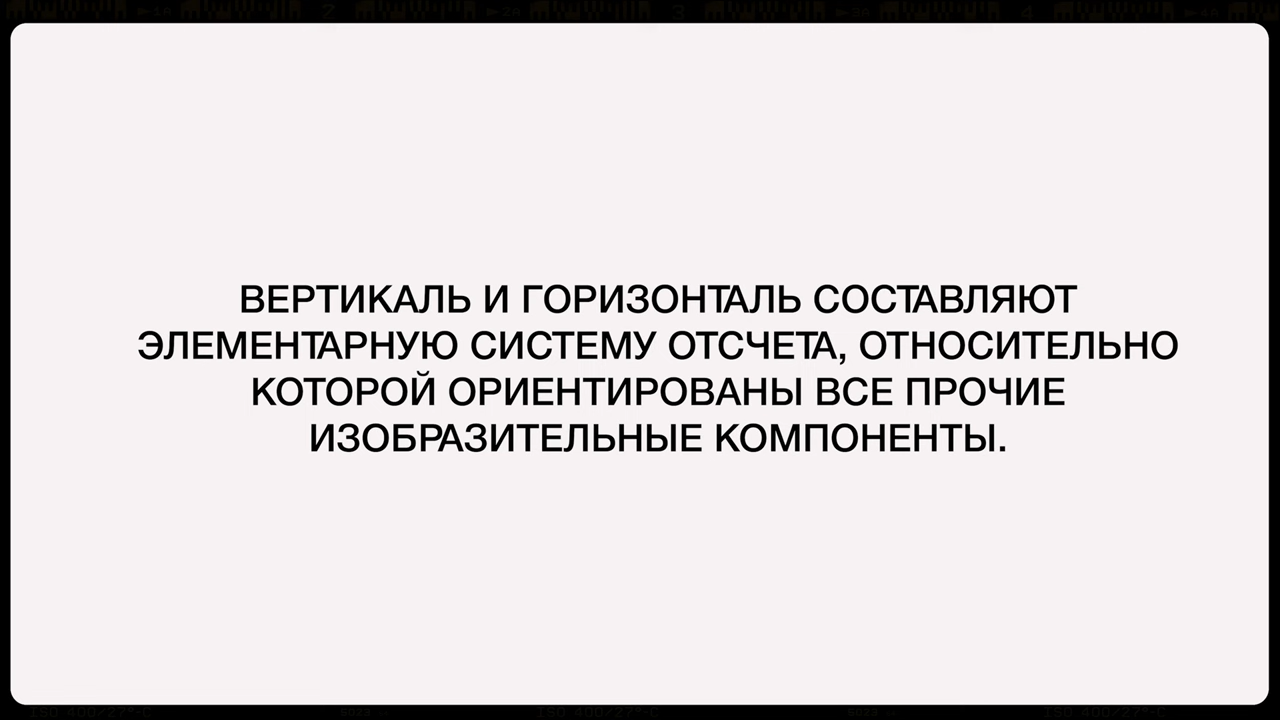 ВЕРТИКАЛЬ И ГОРИЗОНТАЛЬ СОСТАВЛЯЮТ
ЭЛЕМЕНТАРНУЮ СИСТЕМУ ОТСЧЕТА, ОТНОСИТЕЛЬНО
КОТОРОЙ ОРИЕНТИРОВАНЫ ВСЕ ПРОЧИЕ
ИЗОБРАЗИТЕЛЬНЫЕ КОМПОНЕНТЫ.